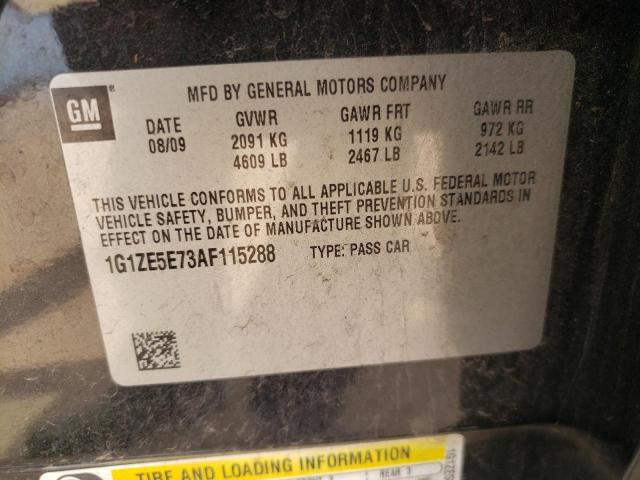 GM
MFD BY GENERAL MOTORS COMPANY
DATE GVWR GAWR FRT GAWR RR
08/09 2091 KG 1119 KG 972 KG
4609 LB 2467 LB 2142 LB
THIS VEHICLE CONFORMS TO ALL APPLICABLE U.S. FEDERAL MOTOR
VEHICLE SAFETY, BUMPER, AND THEFT PREVENTION STANDARDS IN
EFFECT ON THE DATE OF MANUFACTURE SHOWN ABOVE.
1G1ZE5E73AF115288 TYPE: PASS CAR
TIRE AND LOADING INFORMATION
REAR